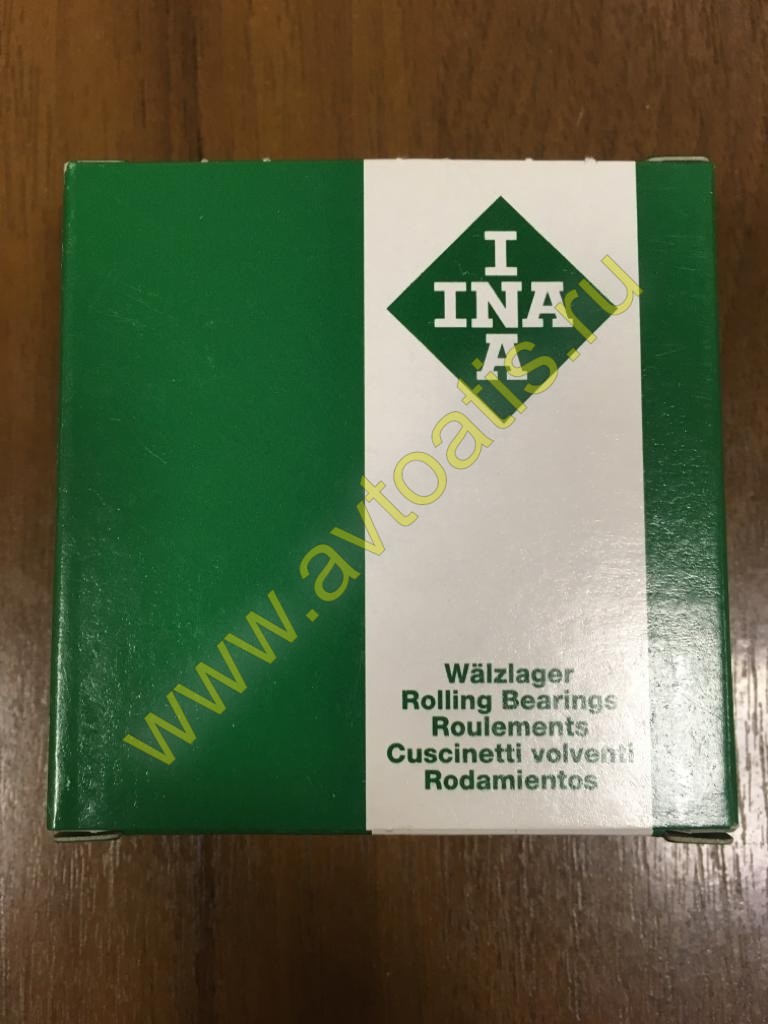 I
INA
A
www.avtoatis.ru
Wälzlager
Rolling Bearings
Roulements
Cuscinetti volventi
Rodamientos